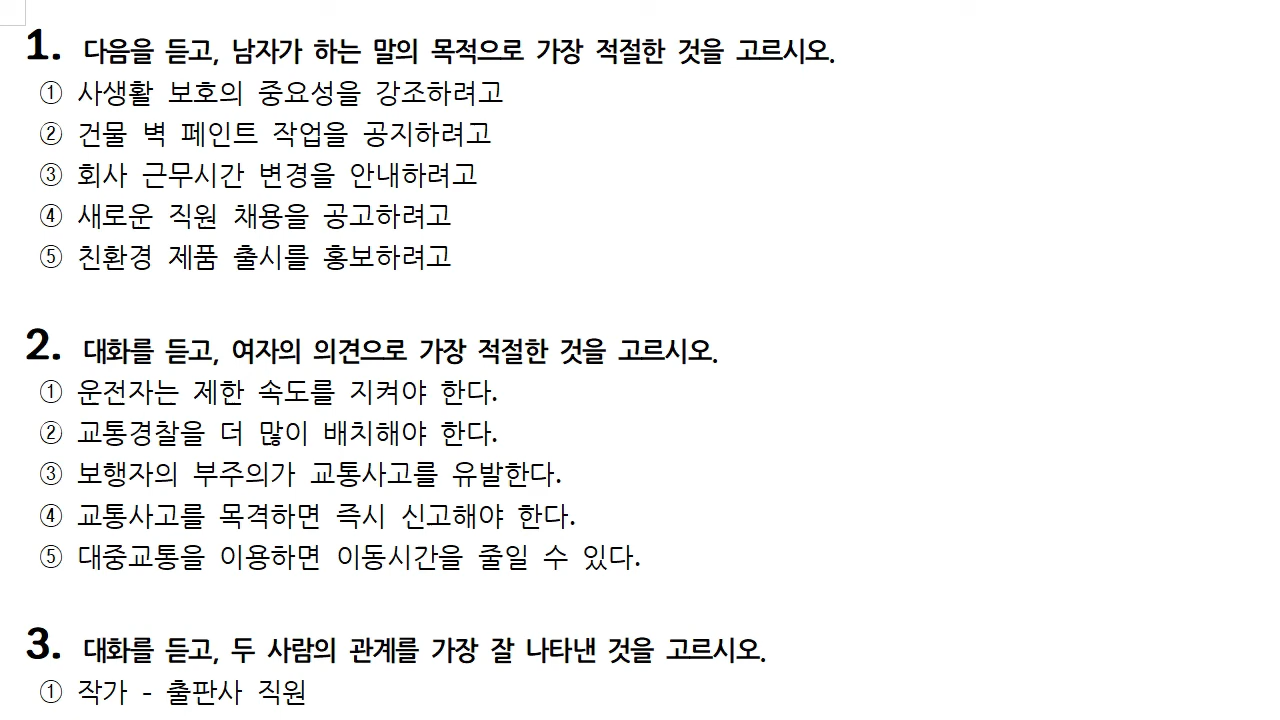 1. 다음을 듣고, 남자가 하는 말의 목적으로 가장 적절한 것을 고르시오.
① 사생활 보호의 중요성을 강조하려고
② 건물 벽 페인트 작업을 공지하려고
③ 회사 근무시간 변경을 안내하려고
④ 새로운 직원 채용을 공고하려고
⑤ 친환경 제품 출시를 홍보하려고
2. 대화를 듣고, 여자의 의견으로 가장 적절한 것을 고르시오.
① 운전자는 제한 속도를 지켜야 한다.
② 교통경찰을 더 많이 배치해야 한다.
③ 보행자의 부주의가 교통사고를 유발한다.
④ 교통사고를 목격하면 즉시 신고해야 한다.
⑤ 대중교통을 이용하면 이동시간을 줄일 수 있다.
3. 대화를 듣고, 두 사람의 관계를 가장 잘 나타낸 것을 고르시오.
① 작가 - 출판사 직원